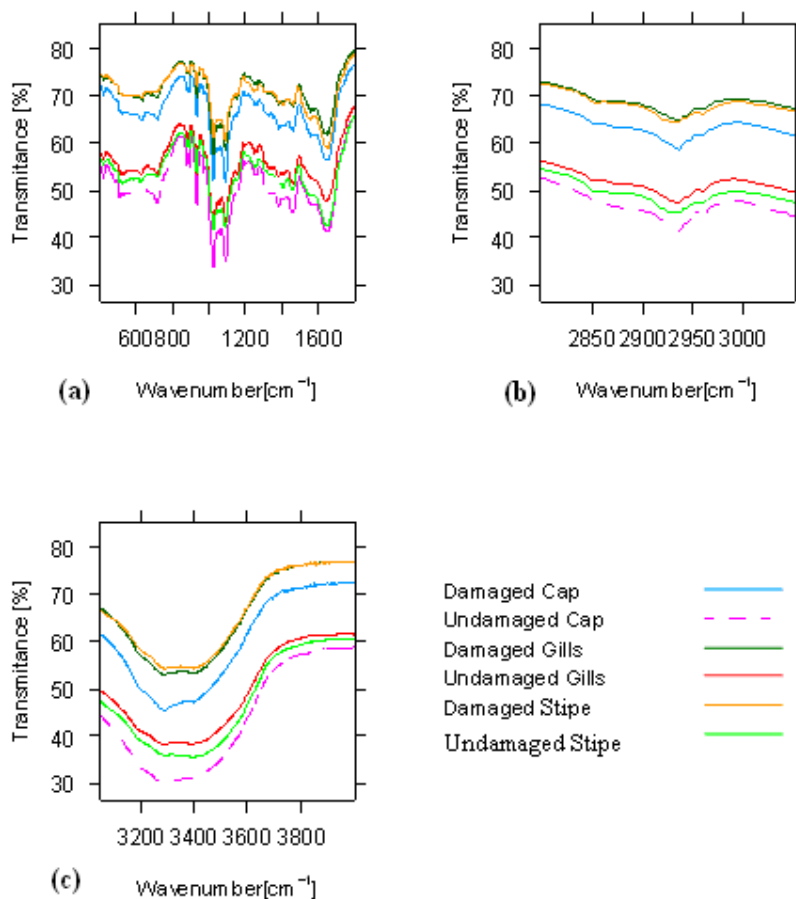 80
70
60
50
40
30
Transmitance [%]
600 800 1200 1600
Wavenumber[cm⁻¹]
(a)
80
70
60
50
40
30
Transmitance [%]
2850 2900 2950 3000
Wavenumber[cm⁻¹]
(b)
80
70
60
50
40
30
Transmitance [%]
3200 3400 3600 3800
Wavenumber[cm⁻¹]
(c)
Damaged Cap
Undamaged Cap
Damaged Gills
Undamaged Gills
Damaged Stipe
Undamaged Stipe